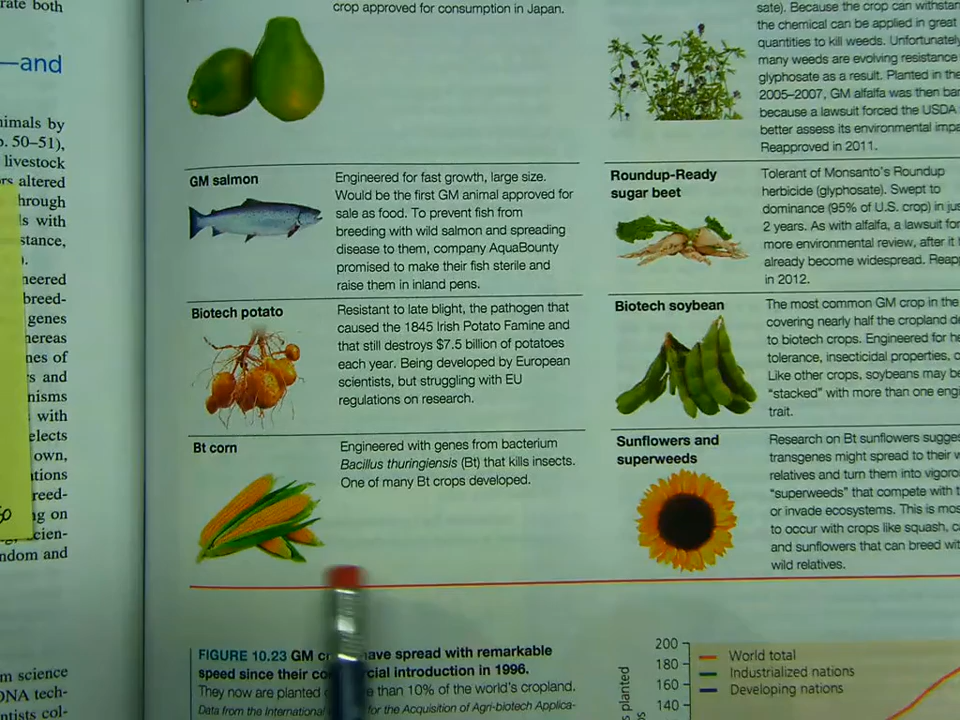 rate both
—and
nimals by
p. 50–51),
livestock
rs altered
hrough
ls with
stance,
).
neered
breed-
genes
hereas
nes of
s and
nisms
with
elects
own,
tions
reed-
ng on
scien-
ndom and
m science
DNA tech-
entists col-
crop approved for consumption in Japan.
GM salmon
Engineered for fast growth, large size.
Would be the first GM animal approved for
sale as food. To prevent fish from
breeding with wild salmon and spreading
disease to them, company AquaBounty
promised to make their fish sterile and
raise them in inland pens.
Biotech potato
Resistant to late blight, the pathogen that
caused the 1845 Irish Potato Famine and
that still destroys $7.5 billion of potatoes
each year. Being developed by European
scientists, but struggling with EU
regulations on research.
Bt corn
Engineered with genes from bacterium
Bacillus thuringiensis (Bt) that kills insects.
One of many Bt crops developed.
sate). Because the crop can withstan
the chemical can be applied in great
quantities to kill weeds. Unfortunately
many weeds are evolving resistance
glyphosate as a result. Planted in the
2005–2007, GM alfalfa was then ban
because a lawsuit forced the USDA
better assess its environmental impa
Reapproved in 2011.
Roundup-Ready
sugar beet
Tolerant of Monsanto's Roundup
herbicide (glyphosate). Swept to
dominance (95% of U.S. crop) in jus
2 years. As with alfalfa, a lawsuit for
more environmental review, after it
already become widespread. Reap
in 2012.
Biotech soybean
The most common GM crop in the
covering nearly half the cropland de
to biotech crops. Engineered for he
tolerance, insecticidal properties, o
Like other crops, soybeans may be
"stacked" with more than one engi
trait.
Sunflowers and
superweeds
Research on Bt sunflowers sugges
transgenes might spread to their w
relatives and turn them into vigoro
"superweeds" that compete with t
or invade ecosystems. This is mos
to occur with crops like squash, ca
and sunflowers that can breed wit
wild relatives.
FIGURE 10.23 GM have spread with remarkable
speed since their commercial introduction in 1996.
They now are planted than 10% of the world's cropland.
Data from the International for the Acquisition of Agri-biotech Applica-
200
180
160
140
s planted
World total
Industrialized nations
Developing nations